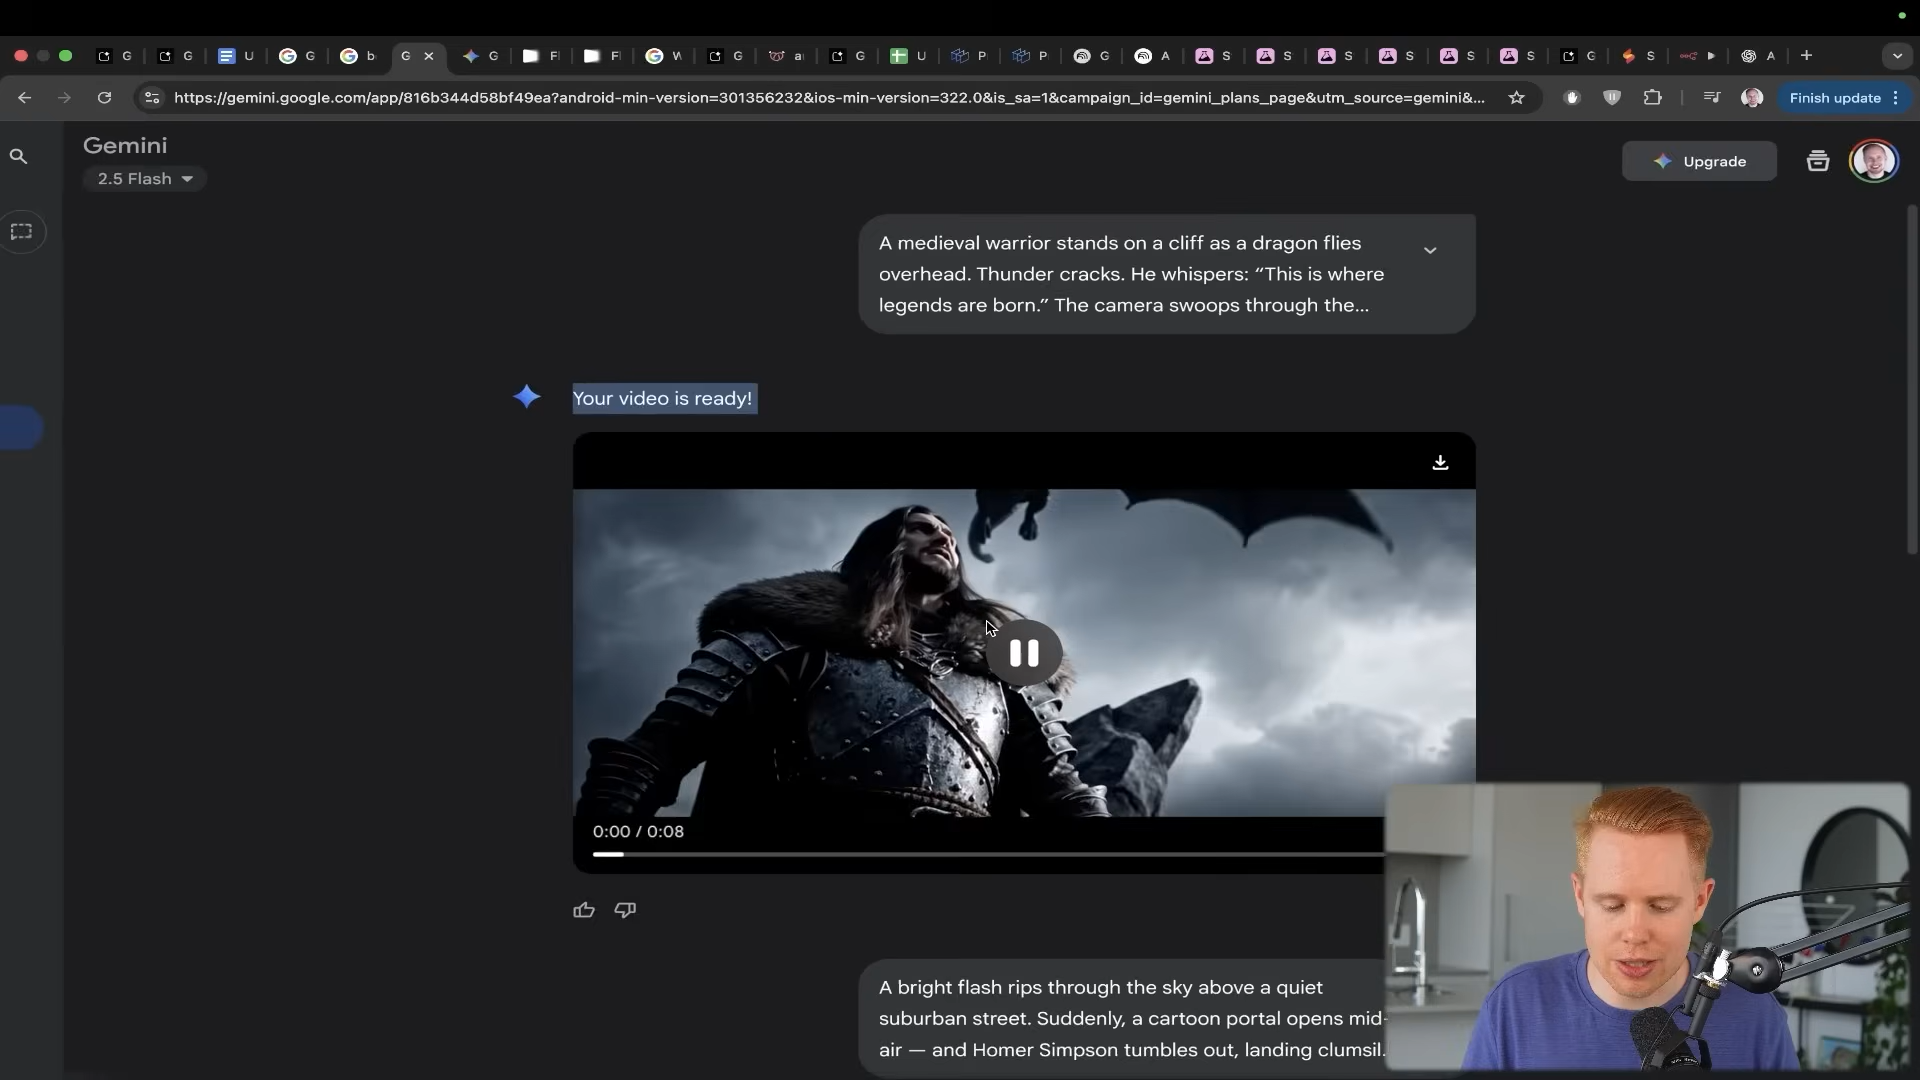 G
G
U
G
b
G
G
Fl
Fl
W
G
a
G
U
P
P
G
A
S
S
S
S
S
S
G
S
A
https://gemini.google.com/app/816b344d58bf49ea?android-min-version=301356232&ios-min-version=322.0&is_sa=1&campaign_id=gemini_plans_page&utm_source=gemini&...
Finish update
Gemini
2.5 Flash
Upgrade
A medieval warrior stands on a cliff as a dragon flies
overhead. Thunder cracks. He whispers: “This is where
legends are born.” The camera swoops through the...
Your video is ready!
0:00 / 0:08
A bright flash rips through the sky above a quiet
suburban street. Suddenly, a cartoon portal opens mid-
air — and Homer Simpson tumbles out, landing clumsil.